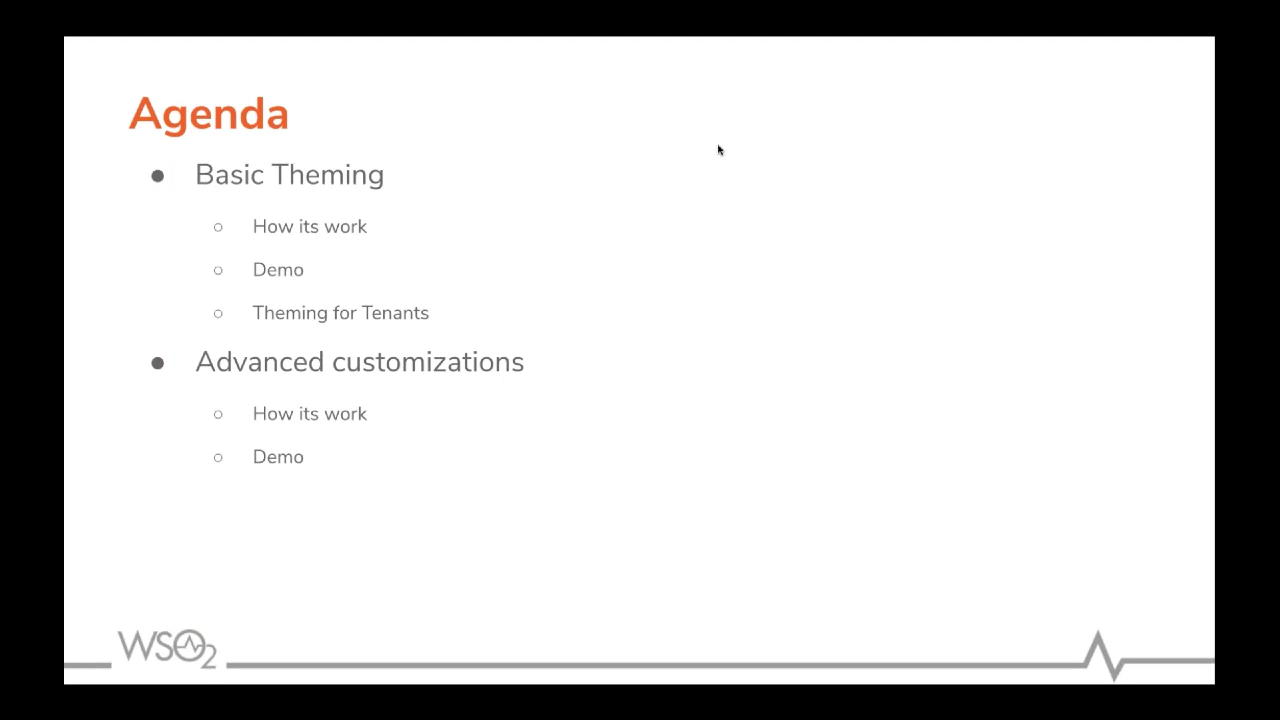 Agenda
● Basic Theming
○ How its work
○ Demo
○ Theming for Tenants
● Advanced customizations
○ How its work
○ Demo
WSO2